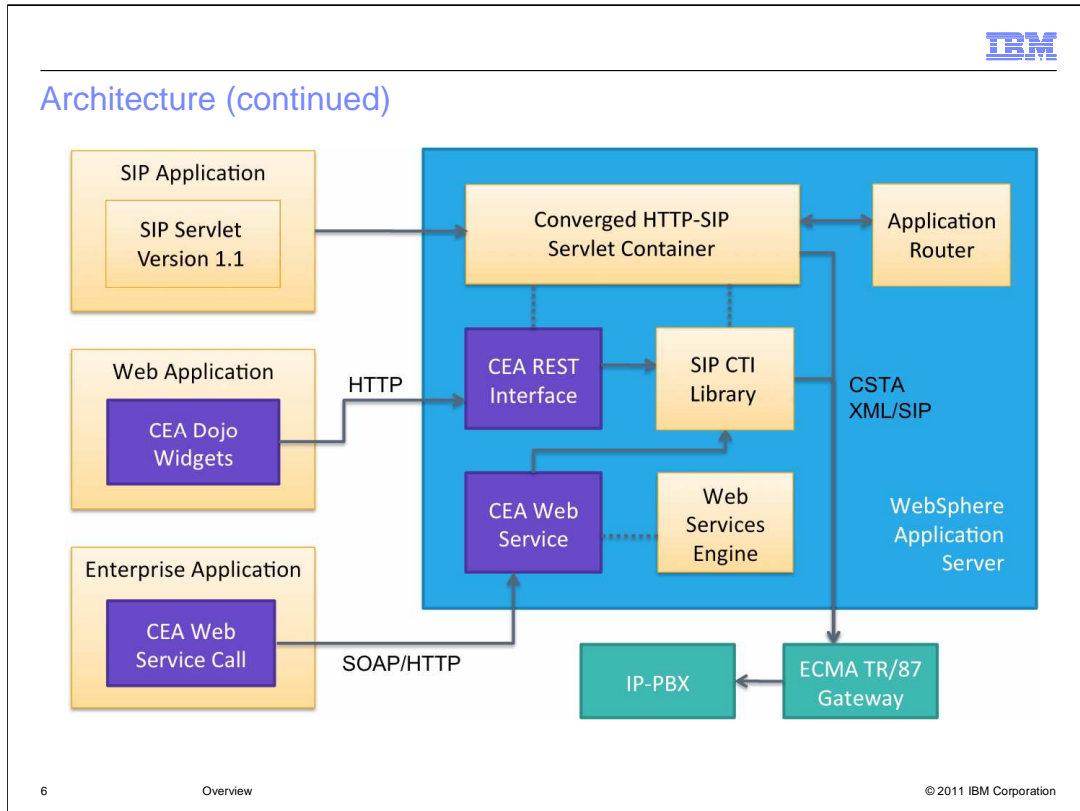 IBM
Architecture (continued)
SIP Application
SIP Servlet
Version 1.1
Converged HTTP-SIP
Servlet Container
Application
Router
Web Application
CEA Dojo
Widgets
HTTP
CEA REST
Interface
SIP CTI
Library
CSTA
XML/SIP
CEA Web
Service
Web
Services
Engine
WebSphere
Application
Server
Enterprise Application
CEA Web
Service Call
SOAP/HTTP
IP-PBX
ECMA TR/87
Gateway
6 Overview © 2011 IBM Corporation